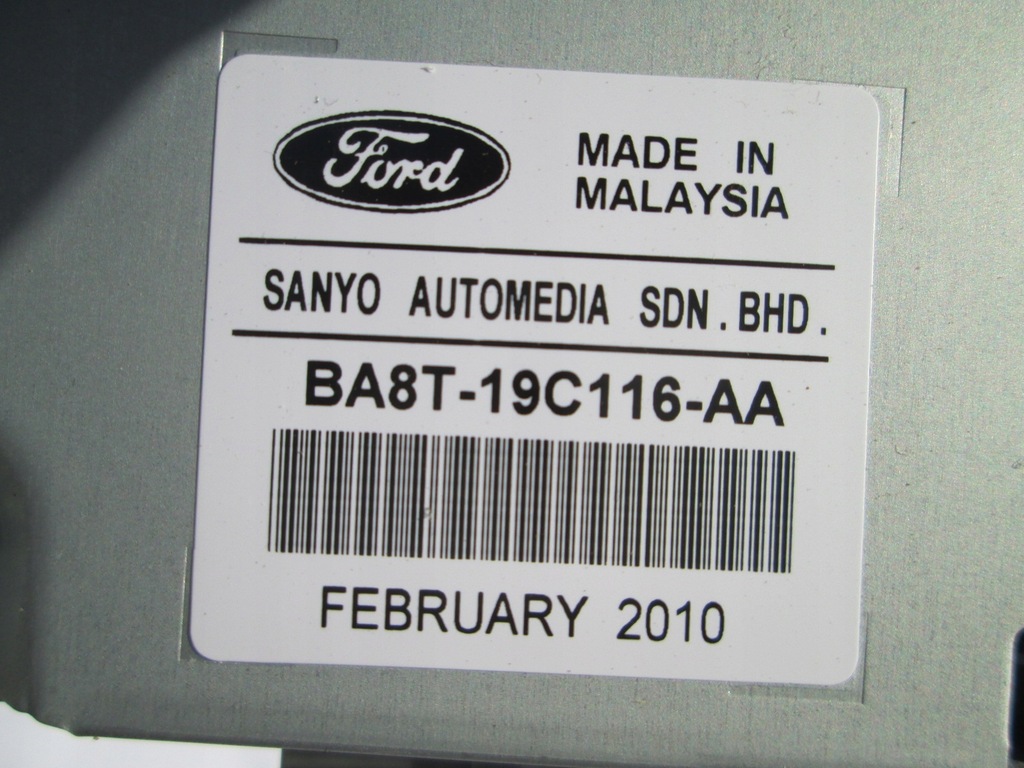 Ford
MADE IN
MALAYSIA
SANYO AUTOMEDIA SDN. BHD.
BA8T-19C116-AA
FEBRUARY 2010